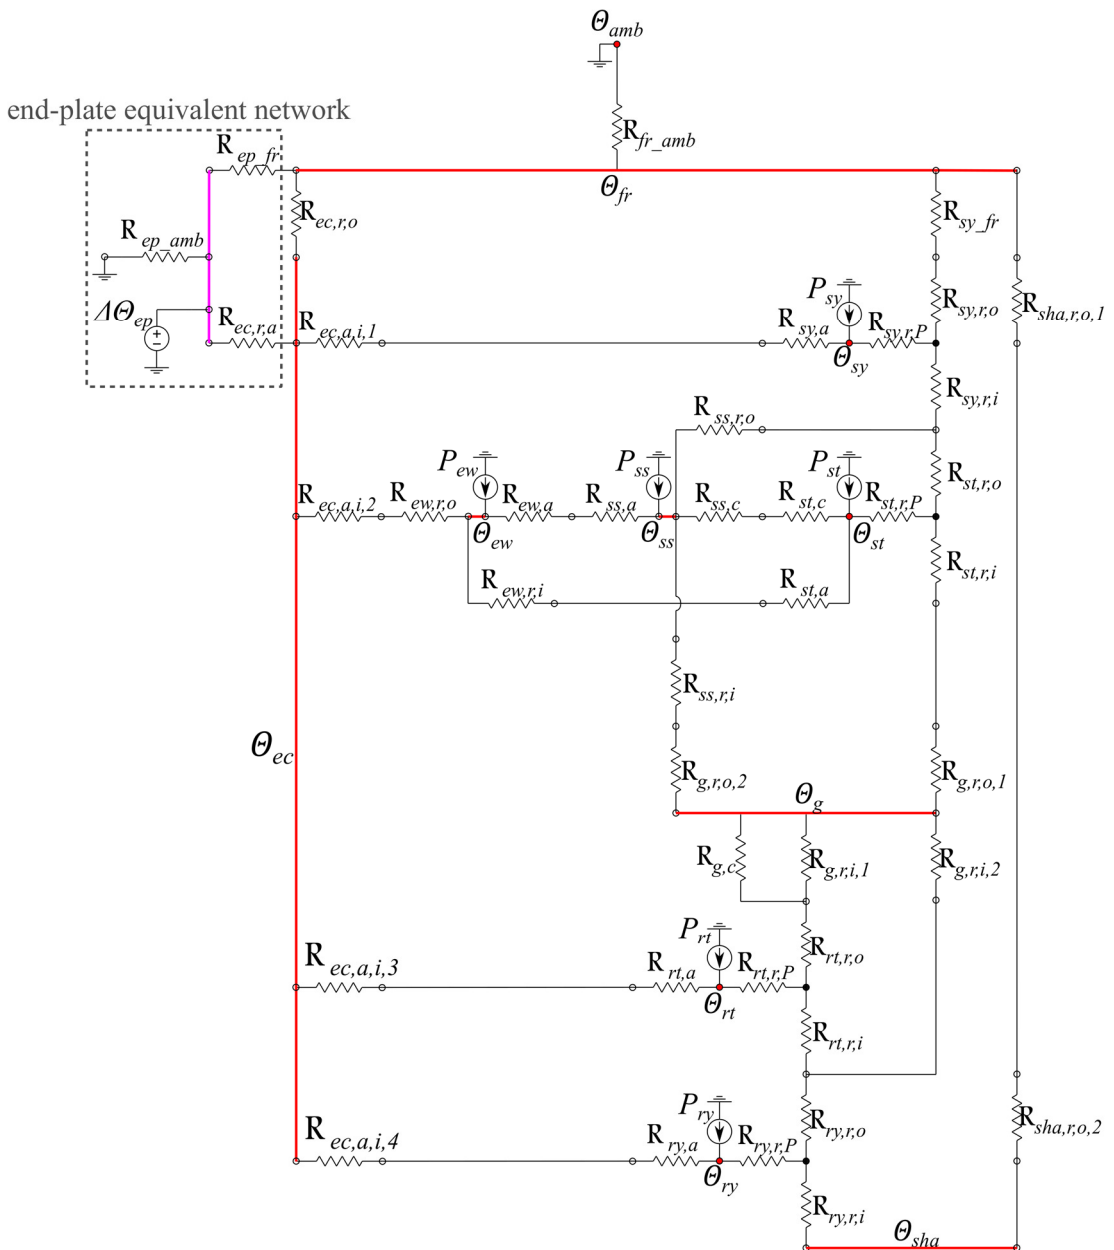 Θamb
Rfr_amb
end-plate equivalent network
Rep_fr
Θfr
Rec,r,o
Rsy_fr
Rep_amb
ΔΘep
Rec,r,a
Rec,a,i,1
Psy
Rsy,a
Rsy,r,P
Θsy
Rsy,r,o
Rsha,r,o,1
Rsy,r,i
Rss,r,o
Pew
Pss
Pst
Rst,r,o
Rec,a,i,2
Rew,r,o
Rew,a
Rss,a
Rss,c
Rst,c
Rst,r,P
Θew
Θss
Θst
Rst,r,i
Rew,r,i
Rst,a
Rss,r,i
Θec
Rg,r,o,2
Rg,r,o,1
Θg
Rg,c
Rg,r,i,1
Rg,r,i,2
Prt
Rrt,r,o
Rec,a,i,3
Rrt,a
Rrt,r,P
Θrt
Rrt,r,i
Pry
Rry,r,o
Rsha,r,o,2
Rec,a,i,4
Rry,a
Rry,r,P
Θry
Rry,r,i
Θsha